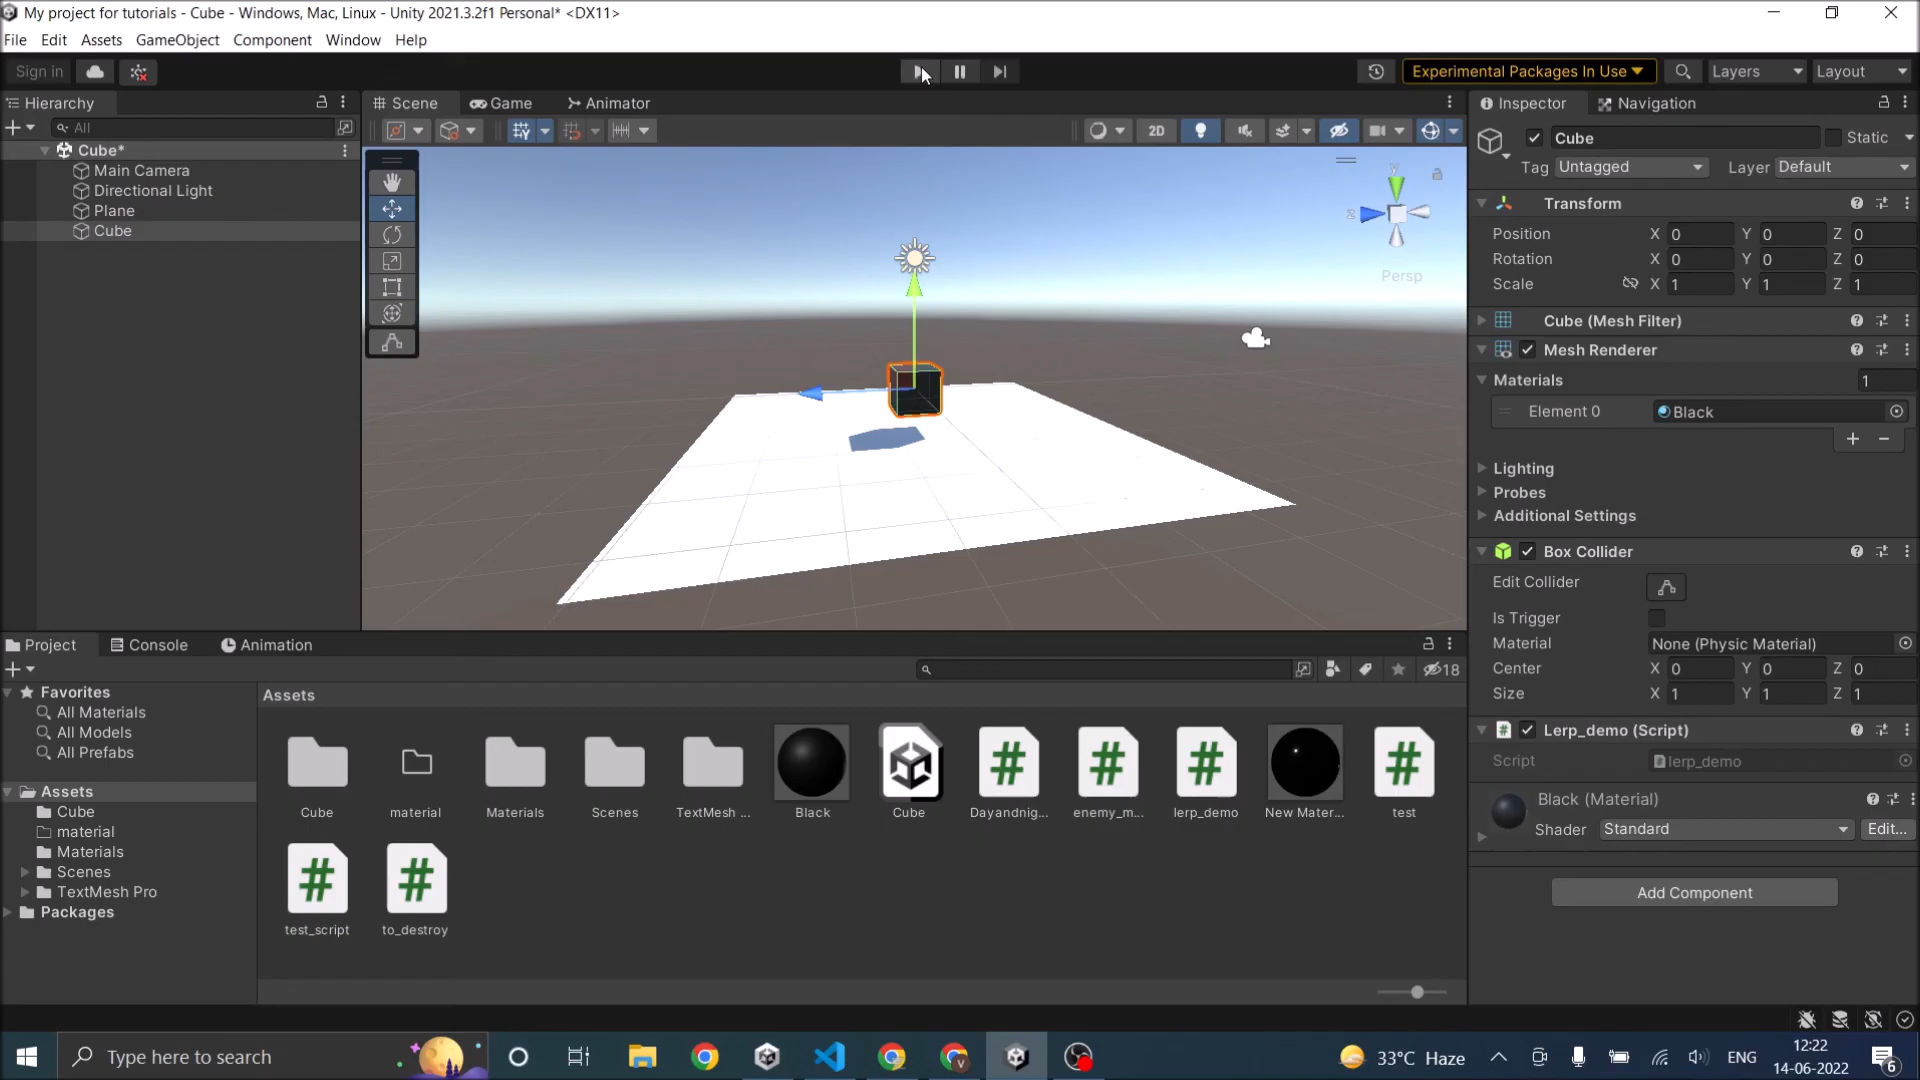 My project for tutorials - Cube - Windows, Mac, Linux - Unity 2021.3.2f1 Personal* <DX11>
File Edit Assets GameObject Component Window Help
Sign in
Experimental Packages In Use
Layers
Layout
Hierarchy
All
Cube*
Main Camera
Directional Light
Plane
Cube
Scene
Game
Animator
2D
y
z
Persp
Inspector
Navigation
Cube
Static
Tag Untagged Layer Default
Transform
Position X 0 Y 0 Z 0
Rotation X 0 Y 0 Z 0
Scale X 1 Y 1 Z 1
Cube (Mesh Filter)
Mesh Renderer
Materials 1
Element 0 Black
Lighting
Probes
Additional Settings
Box Collider
Edit Collider
Is Trigger
Material None (Physic Material)
Center X 0 Y 0 Z 0
Size X 1 Y 1 Z 1
Lerp_demo (Script)
Script lerp_demo
Black (Material)
Shader Standard Edit...
Add Component
Project
Console
Animation
18
Favorites
All Materials
All Models
All Prefabs
Assets
Cube
material
Materials
Scenes
TextMesh Pro
Packages
Assets
Cube
material
Materials
Scenes
TextMesh ...
Black
Cube
Dayandnig...
enemy_m...
lerp_demo
New Mater...
test
test_script
to_destroy
Type here to search
33°C Haze
ENG
12:22
14-06-2022
6